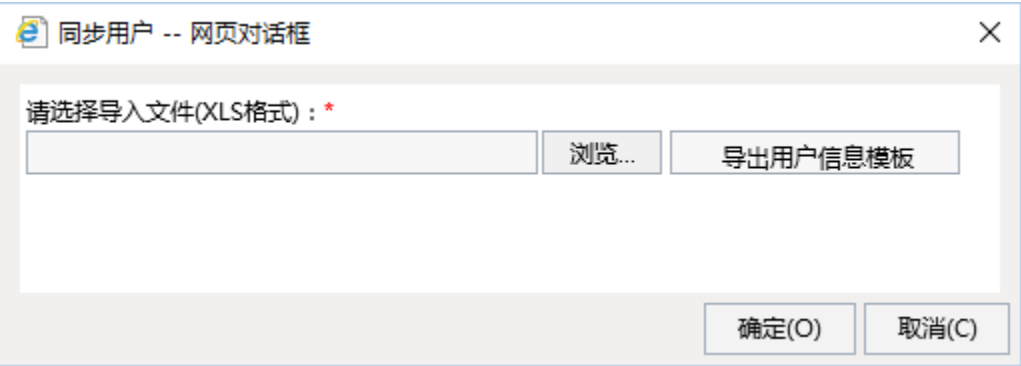 同步用户 -- 网页对话框
请选择导入文件(XLS格式)：*
浏览... 导出用户信息模板
确定(O) 取消(C)